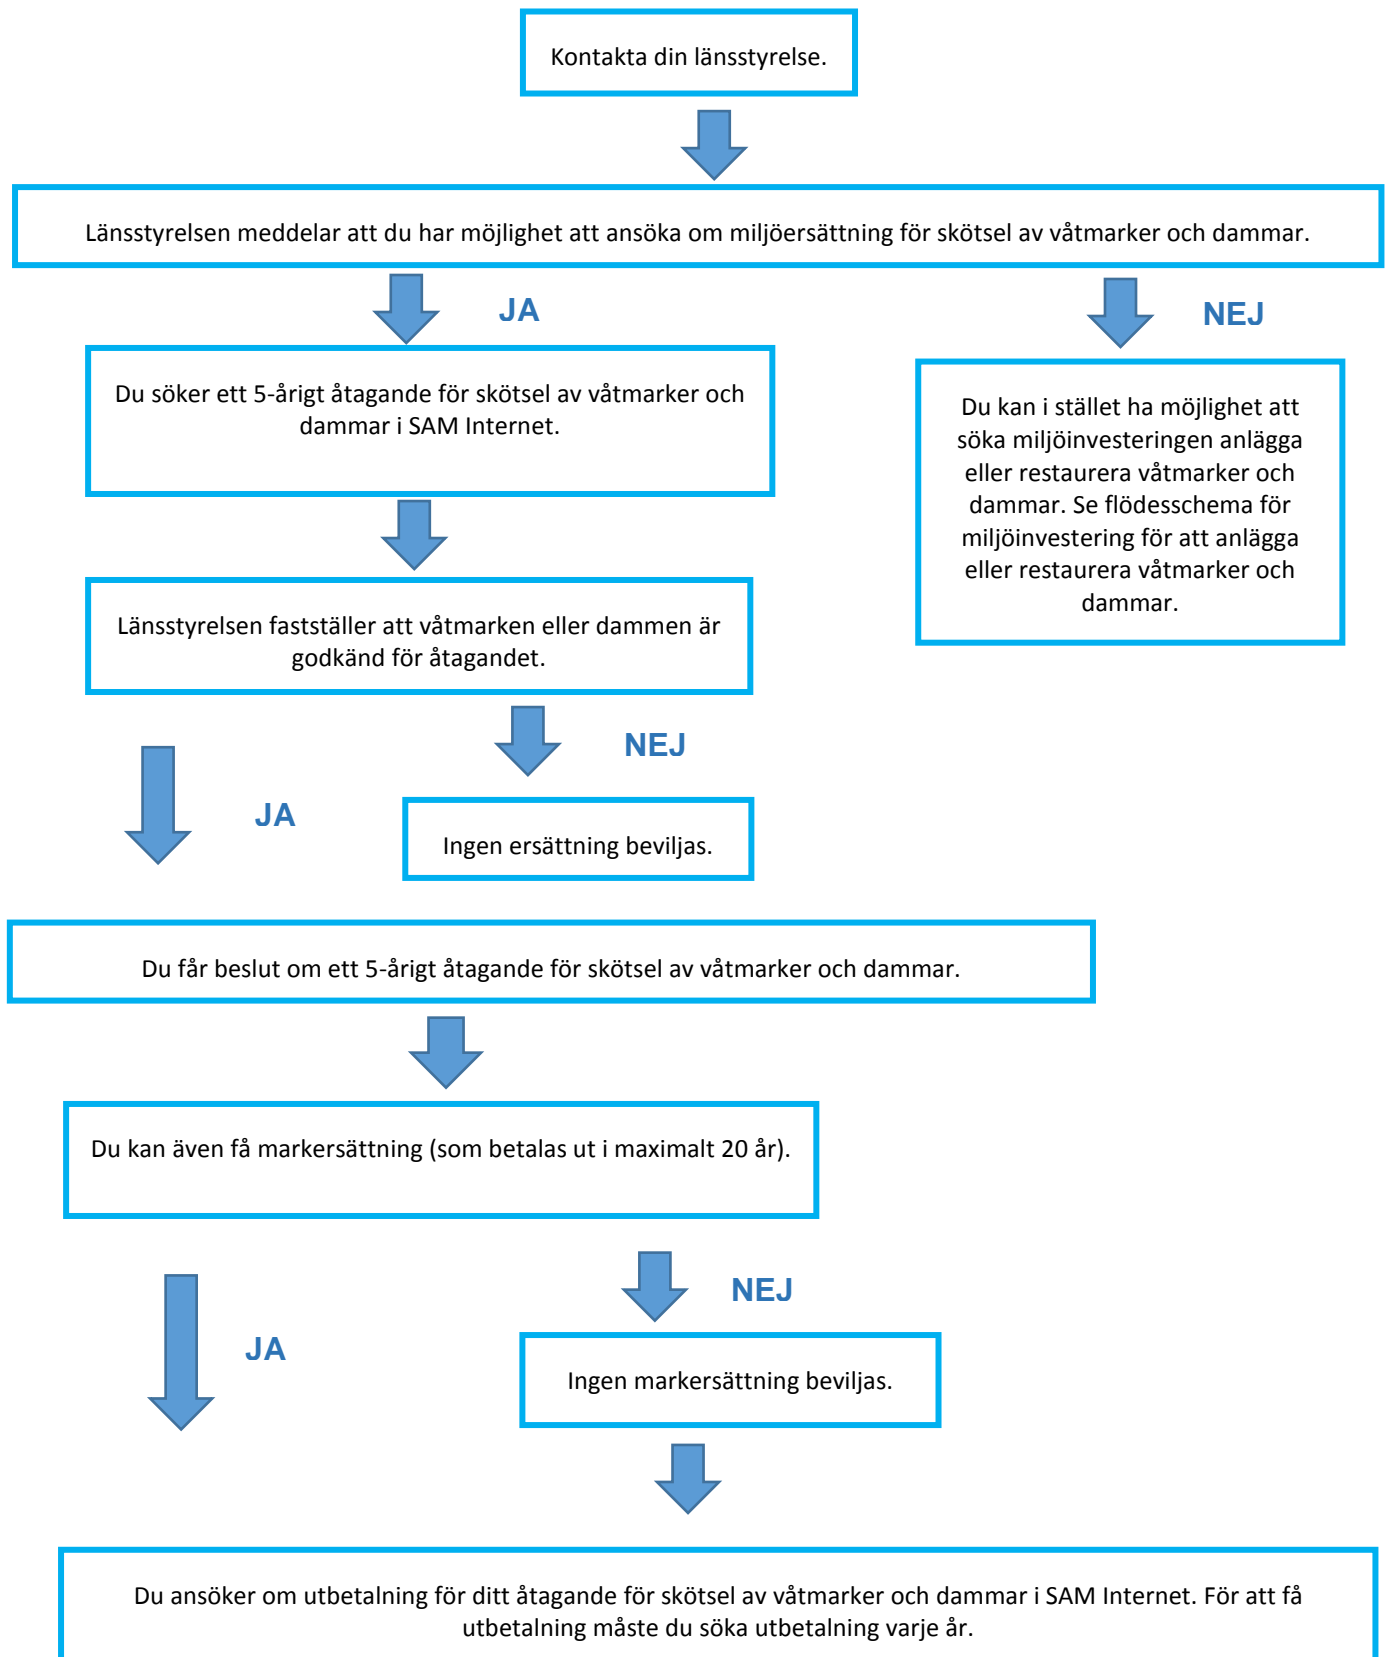 Kontakta din länsstyrelse.
Länsstyrelsen meddelar att du har möjlighet att ansöka om miljöersättning för skötsel av våtmarker och dammar.
JA
NEJ
Du söker ett 5-årigt åtagande för skötsel av våtmarker och
dammar i SAM Internet.
Du kan i stället ha möjlighet att
söka miljöinvesteringen anlägga
eller restaurera våtmarker och
dammar. Se flödesschema för
miljöinvestering för att anlägga
eller restaurera våtmarker och
dammar.
Länsstyrelsen fastställer att våtmarken eller dammen är
godkänd för åtagandet.
NEJ
JA
Ingen ersättning beviljas.
Du får beslut om ett 5-årigt åtagande för skötsel av våtmarker och dammar.
Du kan även få markersättning (som betalas ut i maximalt 20 år).
NEJ
JA
Ingen markersättning beviljas.
Du ansöker om utbetalning för ditt åtagande för skötsel av våtmarker och dammar i SAM Internet. För att få
utbetalning måste du söka utbetalning varje år.